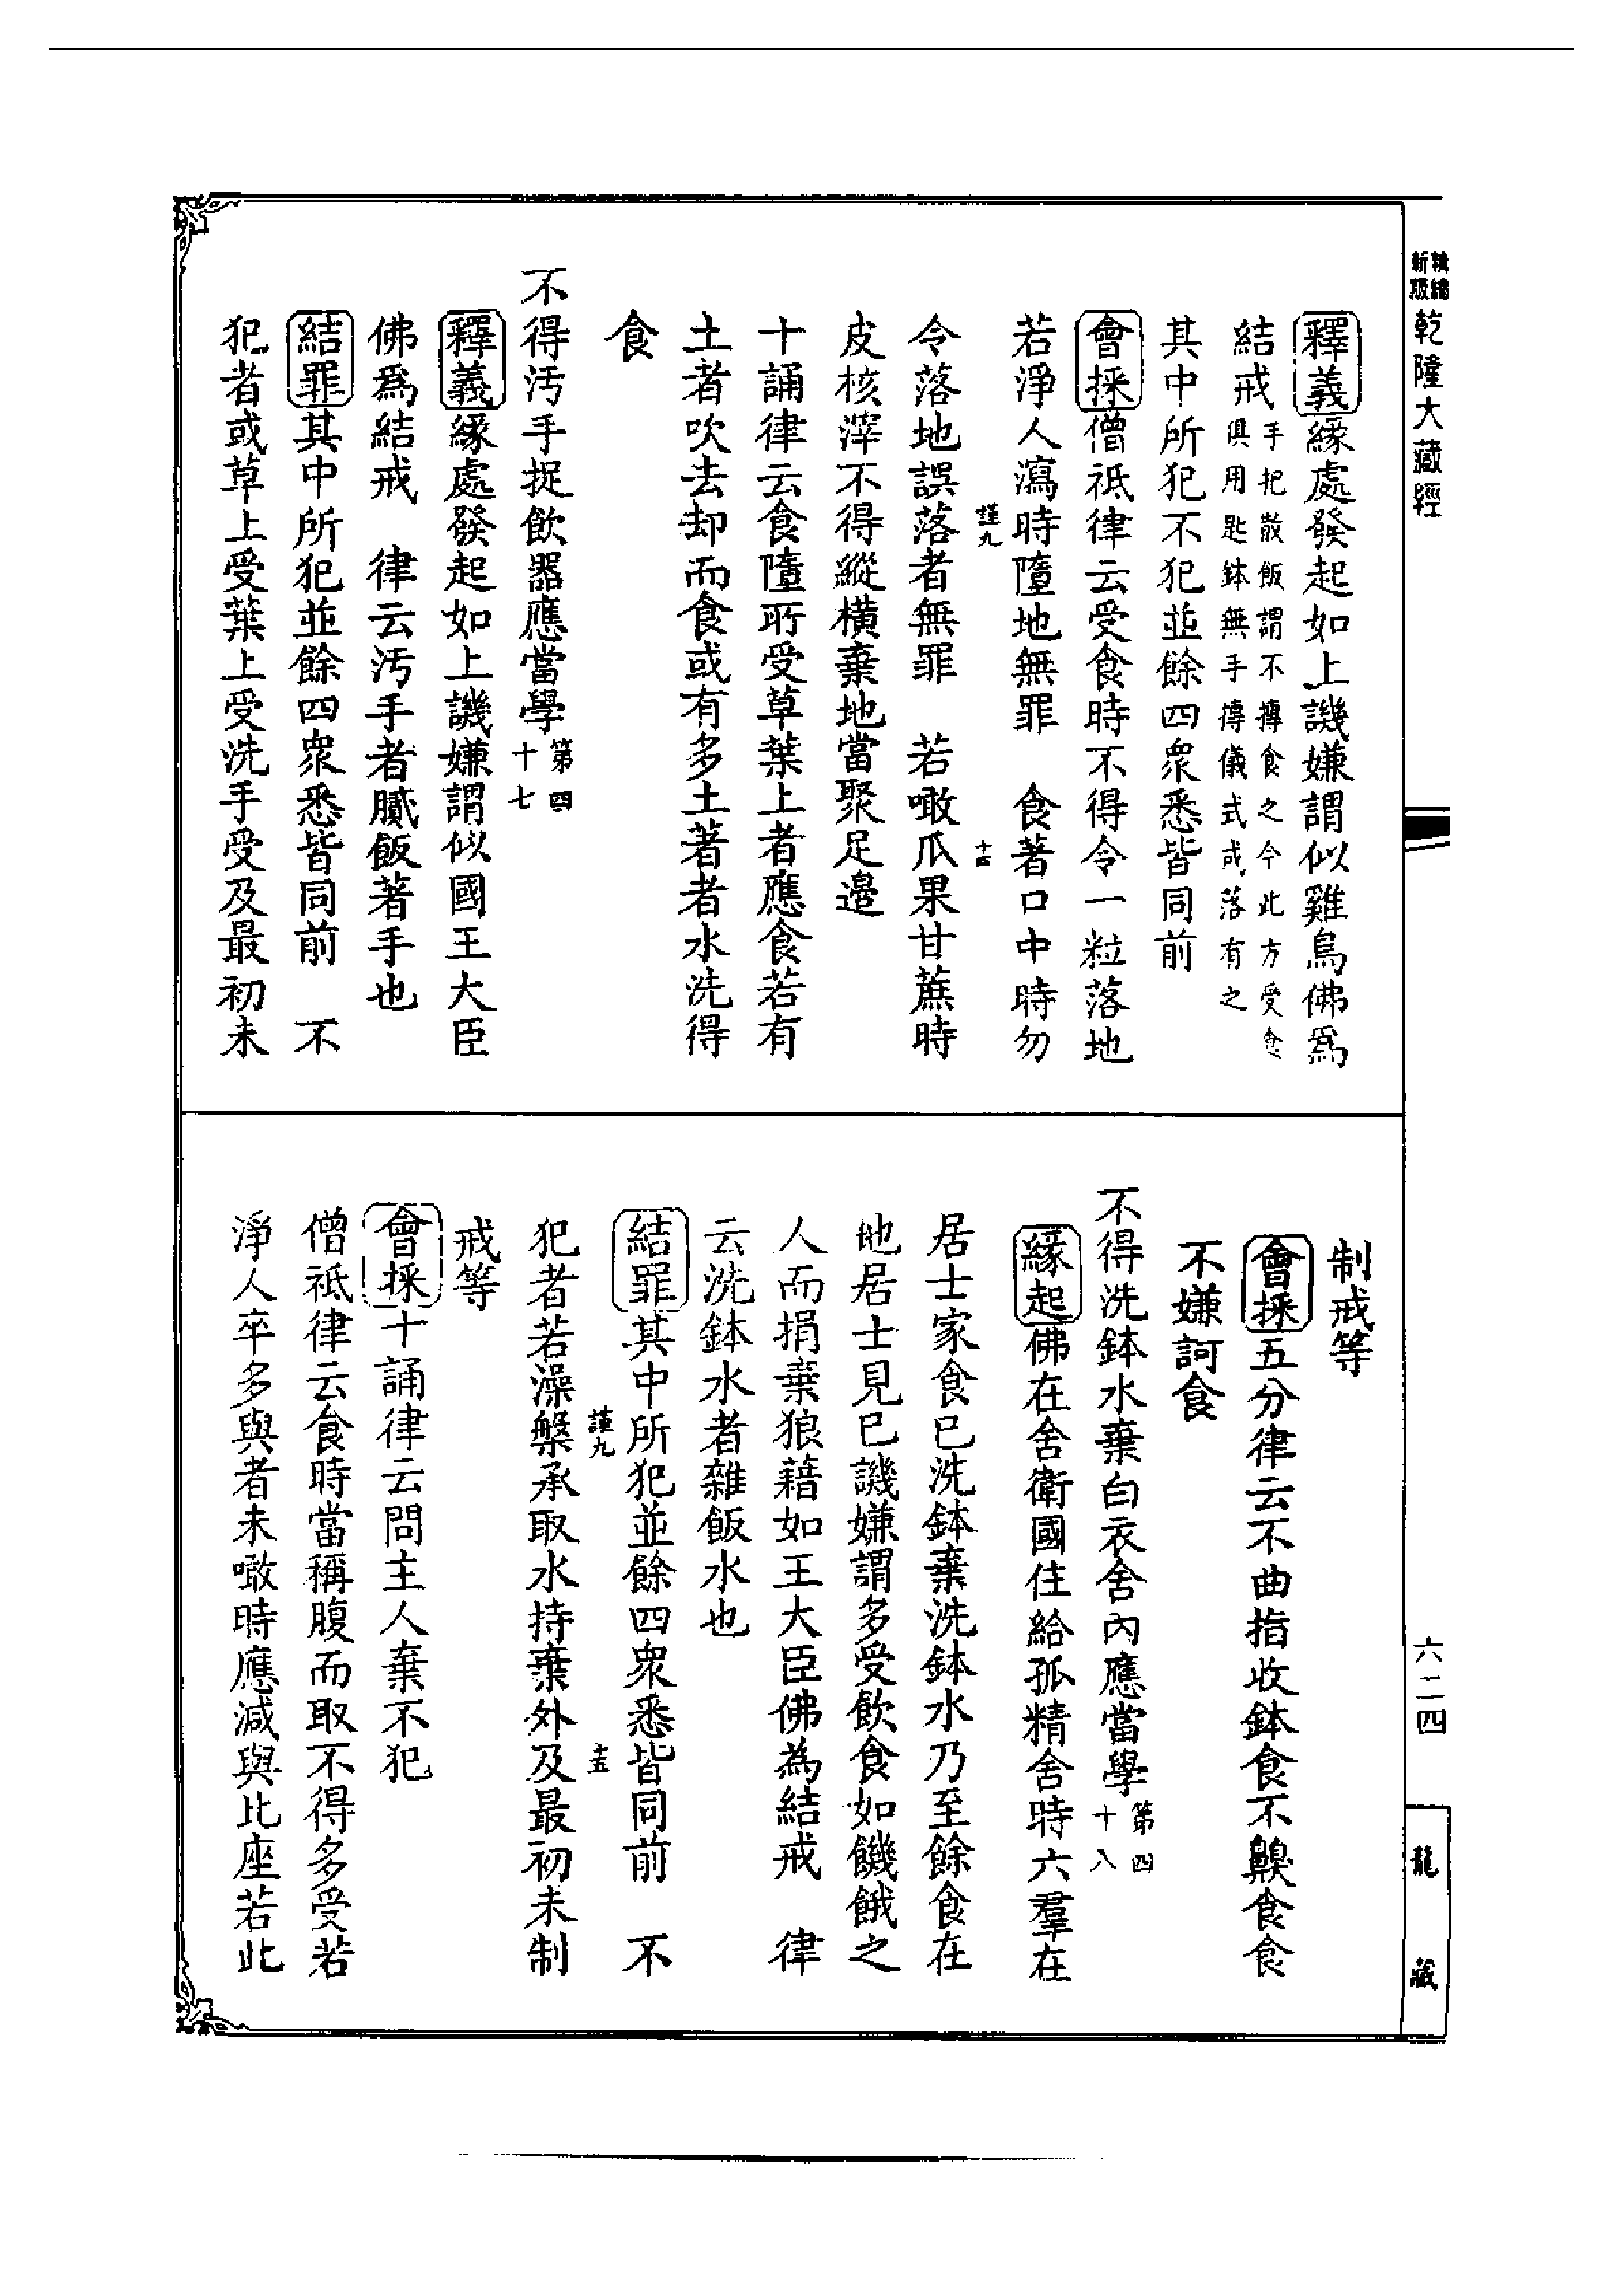 精縮新版乾隆大藏經
釋義緣處發起如上譏嫌謂似雞鳥佛爲
結戒手把散飯謂不摶食之今此方受食俱用匙鉢無手摶儀式或落有之
其中所犯不犯並餘四衆悉皆同前
會採僧祇律云受食時不得令一粒落地
若淨人瀉時墮地無罪　食著口中時勿
謹九
十四
令落地誤落者無罪　若噉瓜果甘蔗時
皮核滓不得縱橫棄地當聚足邊
十誦律云食墮所受草葉上者應食若有
土者吹去却而食或有多土著者水洗得
食
不得汚手捉飲器應當學第四十七
釋義緣處發起如上譏嫌謂似國王大臣
佛爲結戒　律云汚手者膩飯著手也
結罪其中所犯並餘四衆悉皆同前　不
犯者或草上受葉上受洗手受及最初未
制戒等
會採五分律云不曲指收鉢食不齅食食
不嫌訶食
不得洗鉢水棄白衣舍內應當學第四十八
緣起佛在舍衛國住給孤精舍時六羣在
居士家食已洗鉢棄洗鉢水乃至餘食在
地居士見已譏嫌謂多受飲食如饑餓之
人而捐棄狼藉如王大臣佛為結戒　律
云洗鉢水者雜飯水也
結罪其中所犯並餘四衆悉皆同前　不
謹九
十五
犯者若澡槃承取水持棄外及最初未制
戒等
會採十誦律云問主人棄不犯
僧祇律云食時當稱腹而取不得多受若
淨人卒多與者未噉時應減與比座若此
六二四
龍藏